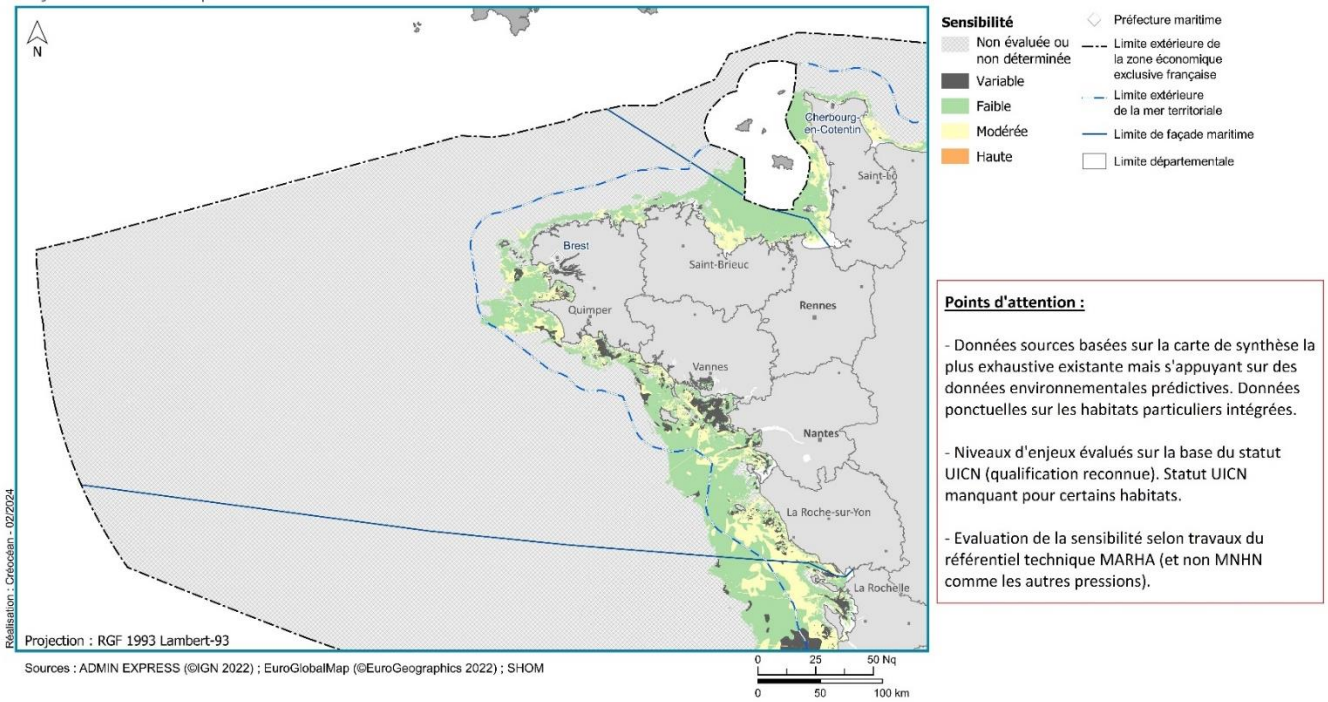 N
Cherbourg-
en-Cotentin
Saint-Lô
Brest
Saint-Brieuc
Rennes
Quimper
Vannes
Nantes
La Roche-sur-Yon
La Rochelle
Réalisation : Créocéan - 02/2024
Projection : RGF 1993 Lambert-93
Sources : ADMIN EXPRESS (©IGN 2022) ; EuroGlobalMap (©EuroGeographics 2022) ; SHOM
0 25 50 Nq
0 50 100 km
Sensibilité
Non évaluée ou
non déterminée
Variable
Faible
Modérée
Haute
Préfecture maritime
Limite extérieure de
la zone économique
exclusive française
Limite extérieure
de la mer territoriale
Limite de façade maritime
Limite départementale
Points d'attention :
- Données sources basées sur la carte de synthèse la
plus exhaustive existante mais s'appuyant sur des
données environnementales prédictives. Données
ponctuelles sur les habitats particuliers intégrées.
- Niveaux d'enjeux évalués sur la base du statut
UICN (qualification reconnue). Statut UICN
manquant pour certains habitats.
- Evaluation de la sensibilité selon travaux du
référentiel technique MARHA (et non MNHN
comme les autres pressions).